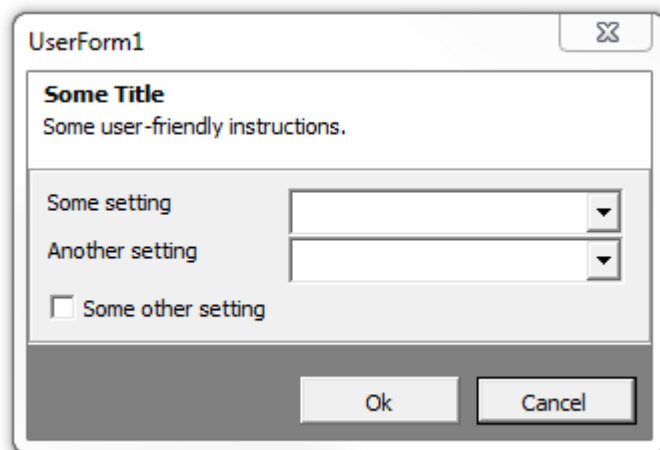 UserForm1
Some Title
Some user-friendly instructions.
Some setting
Another setting
Some other setting
Ok Cancel